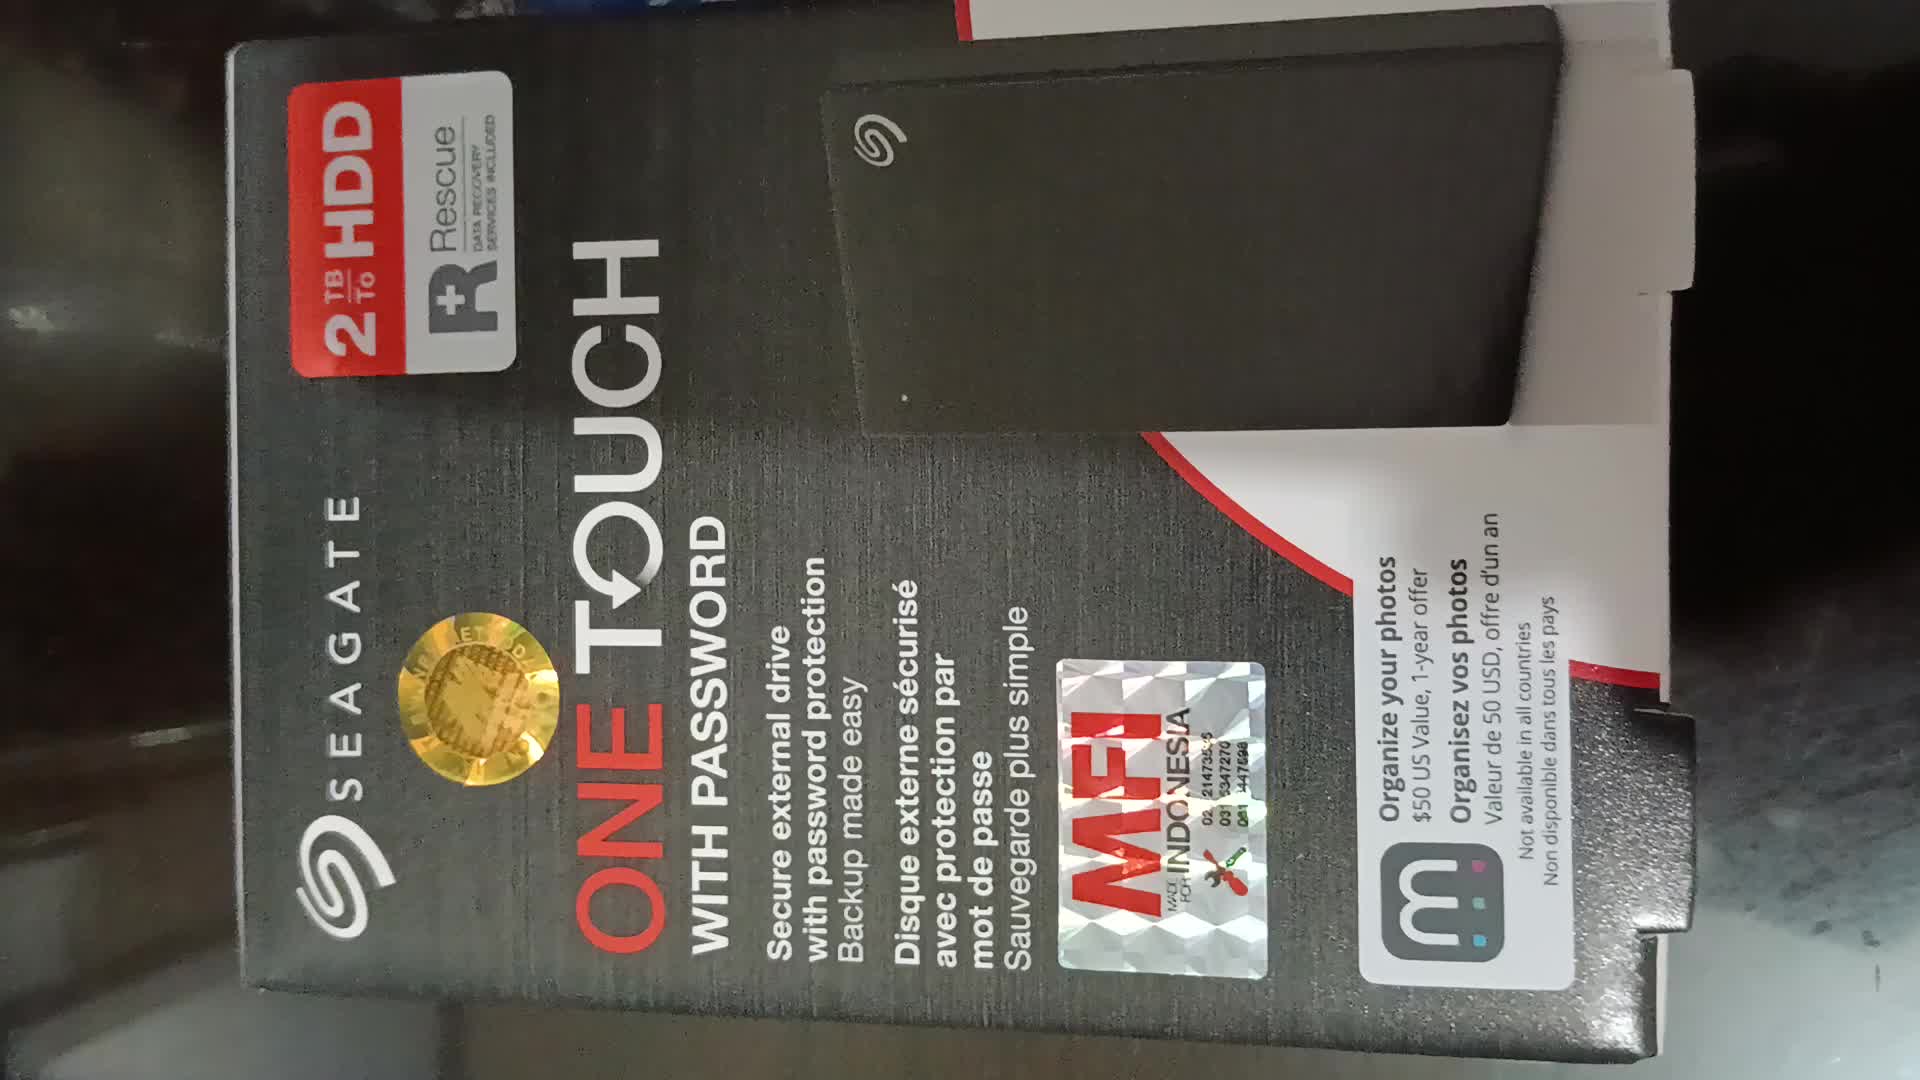 SEAGATE
2 TB
To HDD
Rescue
DATA RECOVERY
SERVICES INCLUDED
ONE TOUCH
WITH PASSWORD
Secure external drive
with password protection
Backup made easy
Disque externe sécurisé
avec protection par
mot de passe
Sauvegarde plus simple
MFI
MADE
FOR INDONESIA
Organize your photos
$50 US Value, 1-year offer
Organisez vos photos
Valeur de 50 USD, offre d'un an
Not available in all countries
Non disponible dans tous les pays